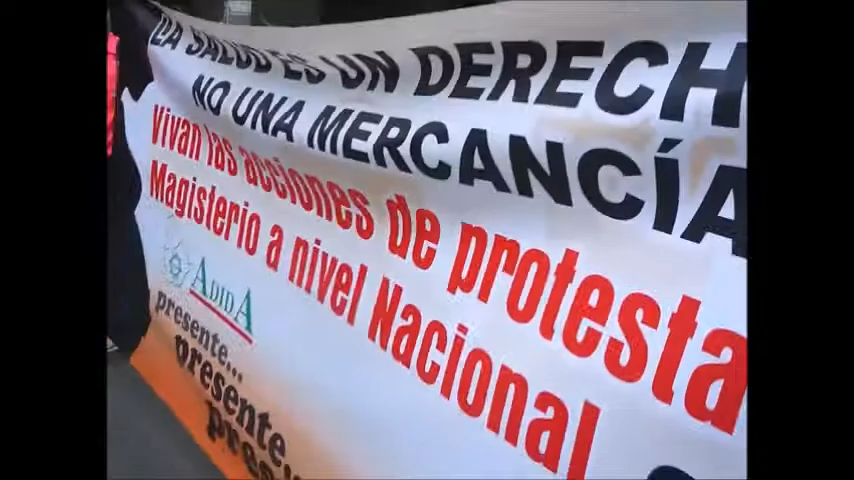 LA SALUD ES UN DERECH
NO UNA MERCANCÍA
Vivan las acciones de protesta
Magisterio a nivel Nacional
ADIDA
presente...
presente...
presente...